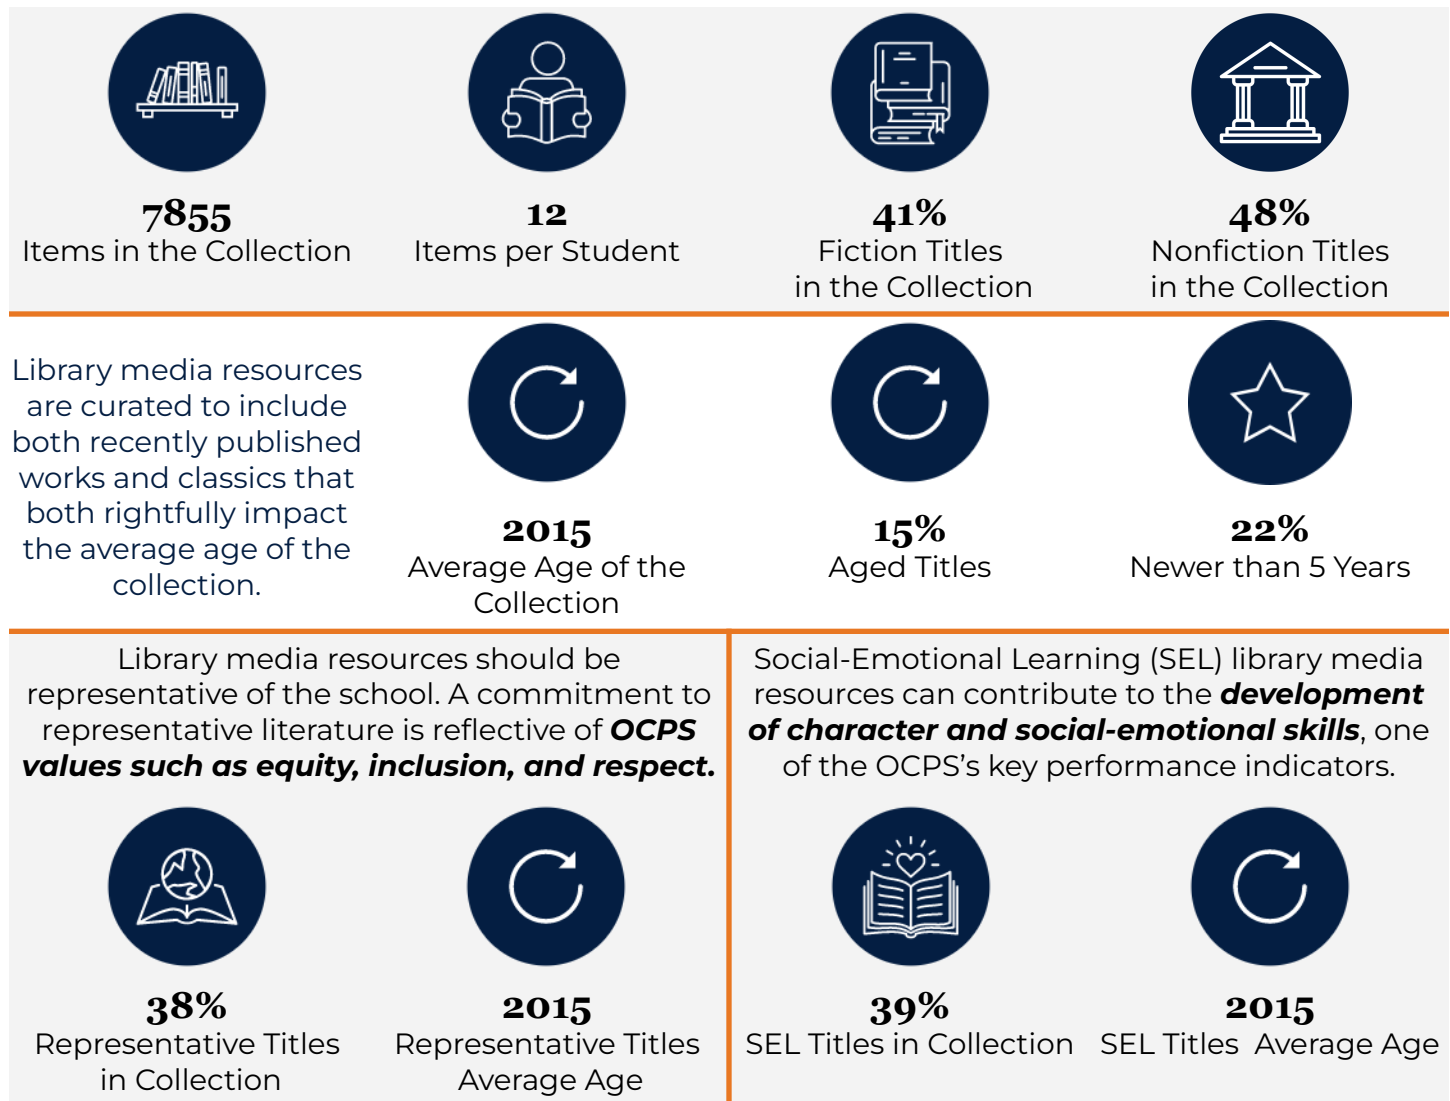 7855
Items in the Collection
12
Items per Student
41%
Fiction Titles
in the Collection
48%
Nonfiction Titles
in the Collection
Library media resources
are curated to include
both recently published
works and classics that
both rightfully impact
the average age of the
collection.
2015
Average Age of the
Collection
15%
Aged Titles
22%
Newer than 5 Years
Library media resources should be
representative of the school. A commitment to
representative literature is reflective of OCPS
values such as equity, inclusion, and respect.
38%
Representative Titles
in Collection
2015
Representative Titles
Average Age
Social-Emotional Learning (SEL) library media
resources can contribute to the development
of character and social-emotional skills, one
of the OCPS’s key performance indicators.
39%
SEL Titles in Collection
2015
SEL Titles  Average Age